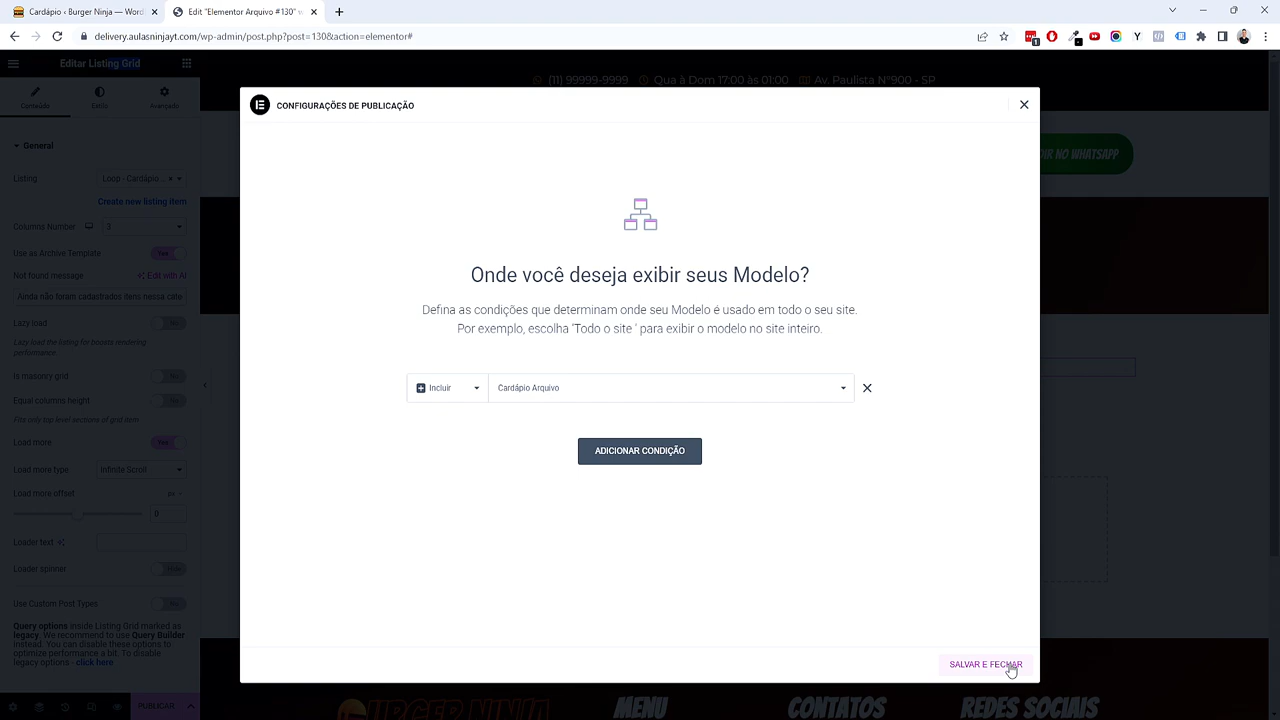 Cardápio ‹ Burger Ninja — Word
Edit "Elementor Arquivo #130" wi
delivery.aulasninjayt.com/wp-admin/post.php?post=130&action=elementor#
Editar Listing Grid
(11) 99999-9999
Qua à Dom 17:00 às 01:00
Av. Paulista Nº900 - SP
Conteúdo
Estilo
Avançado
CONFIGURAÇÕES DE PUBLICAÇÃO
DIR NO WHATSAPP
General
Listing
Loop - Cardápio ...
Create new listing item
Columns Number
3
Use as Archive Template
Yes
Not found message
Edit with AI
Ainda não foram cadastrados itens nessa cate
Lazy load
No
Lazy load the listing for boosts rendering
performance
Is masonry grid
No
Equal columns height
No
Fits only top level sections of grid item
Load more
Yes
Load more type
Infinite Scroll
Load more offset
px
0
Loader text
Loader spinner
Hide
Use Custom Post Types
No
Query options inside Listing Grid marked as
legacy. We recommend to use Query Builder
instead. You can disable these options to
optimize performance a bit. To disable
legacy options - click here
PUBLICAR
Onde você deseja exibir seus Modelo?
Defina as condições que determinam onde seu Modelo é usado em todo o seu site.
Por exemplo, escolha 'Todo o site ' para exibir o modelo no site inteiro.
Incluir
Cardápio Arquivo
ADICIONAR CONDIÇÃO
SALVAR E FECHAR
BURGER NINJA
MENU
CONTATOS
REDES SOCIAIS